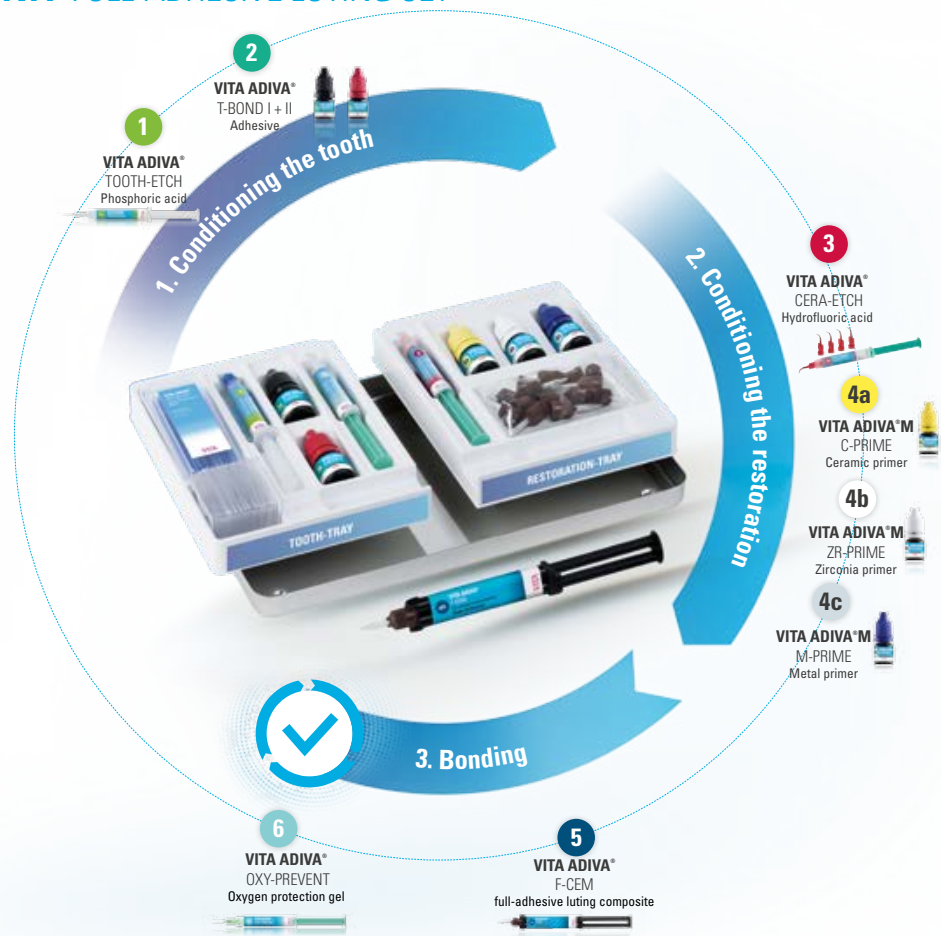 2
VITA ADIVA®
T-BOND I + II
Adhesive
1
VITA ADIVA®
TOOTH-ETCH
Phosphoric acid
1. Conditioning the tooth
3
VITA ADIVA®
CERA-ETCH
Hydrofluoric acid
4a
VITA ADIVA®M
C-PRIME
Ceramic primer
4b
VITA ADIVA®M
ZR-PRIME
Zirconia primer
4c
VITA ADIVA®M
M-PRIME
Metal primer
2. Conditioning the restoration
TOOTH-TRAY
RESTORATION-TRAY
3. Bonding
6
VITA ADIVA®
OXY-PREVENT
Oxygen protection gel
5
VITA ADIVA®
F-CEM
full-adhesive luting composite